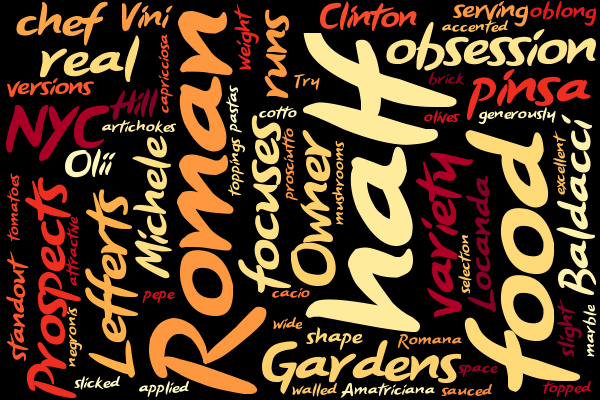 chef
Vini
Clinton
serving
oblong
accented
real
capricciosa
Roman
weight
runs
half
obsession
versions
Try
brick
pinsa
NYC
Hill
artichokes
pastas
cotto
olives
generously
Olii
Michele
toppings
focuses
prosciutto
Owner
mushrooms
variety
Locanda
selection
food
excellent
Baldacci
tomatoes
Prospects
attractive
Lefferts
standout
negronis
pepe
cacio
wide
shape
Romana
slight
marble
Gardens
space
slicked
applied
walled
Amatriciana
sauced
topped